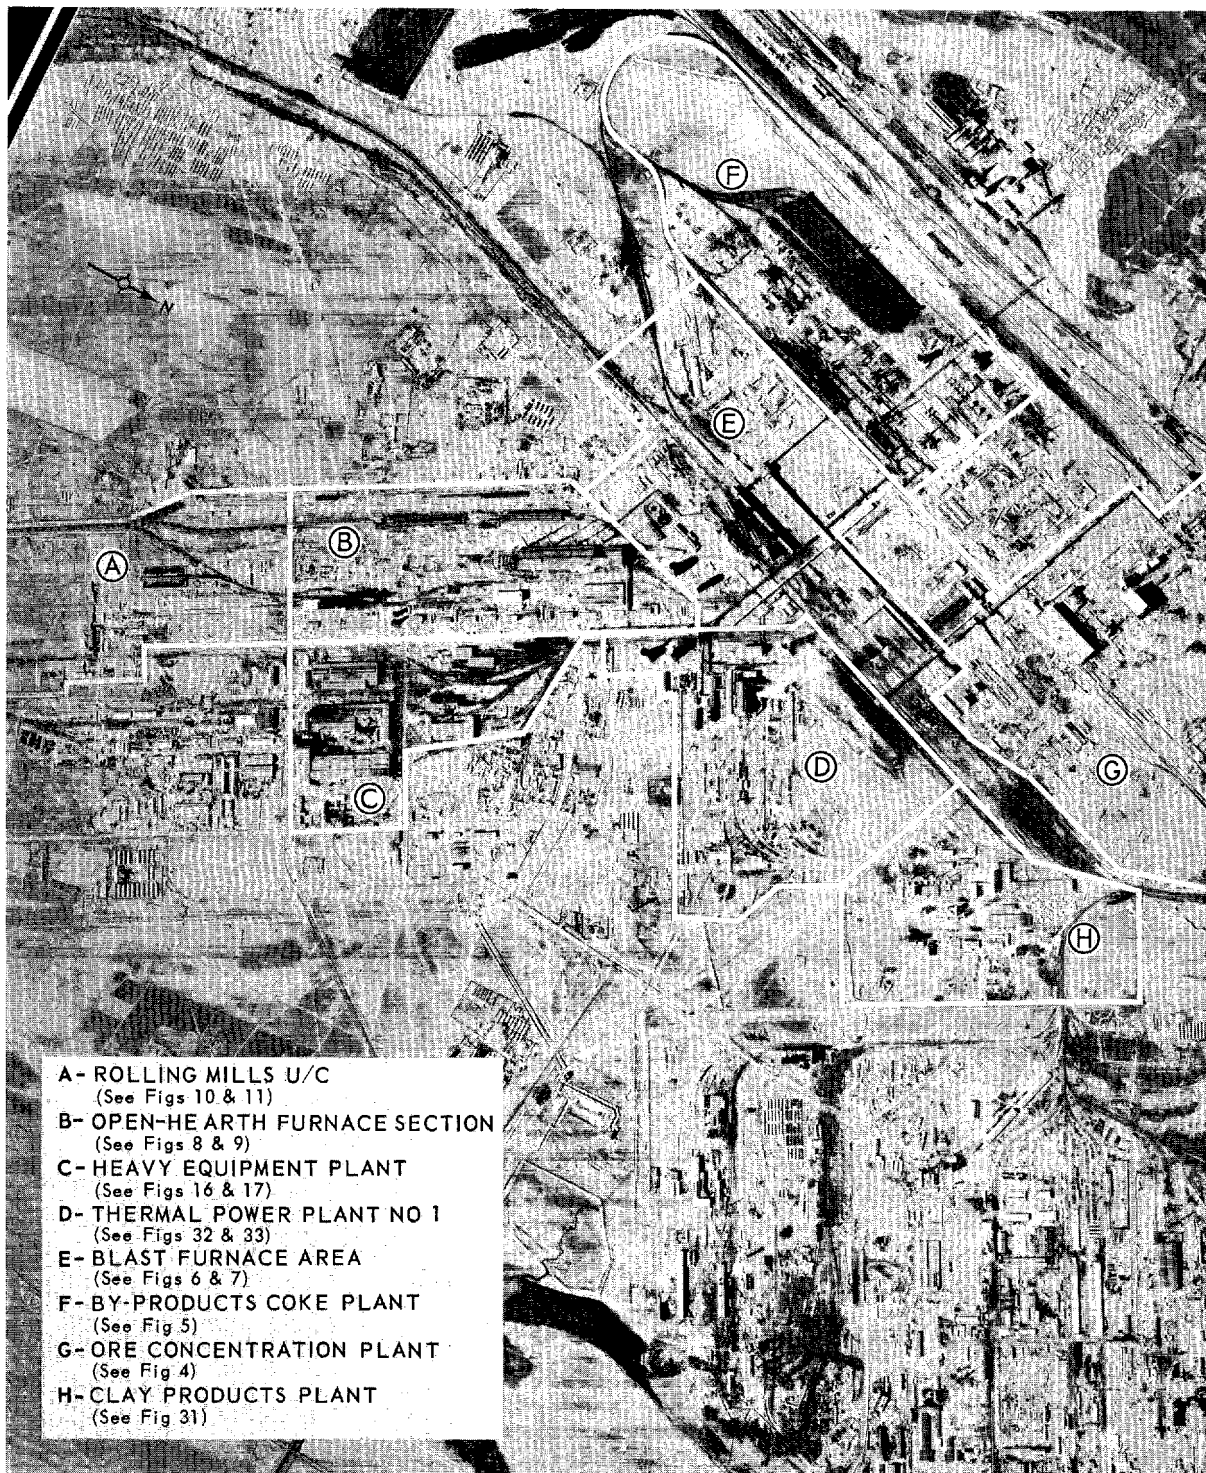 F
N
E
B
A
D
G
C
H
A- ROLLING MILLS U/C
(See Figs 10 & 11)
B- OPEN-HEARTH FURNACE SECTION
(See Figs 8 & 9)
C- HEAVY EQUIPMENT PLANT
(See Figs 16 & 17)
D- THERMAL POWER PLANT NO 1
(See Figs 32 & 33)
E- BLAST FURNACE AREA
(See Figs 6 & 7)
F- BY-PRODUCTS COKE PLANT
(See Fig 5)
G- ORE CONCENTRATION PLANT
(See Fig 4)
H- CLAY PRODUCTS PLANT
(See Fig 31)